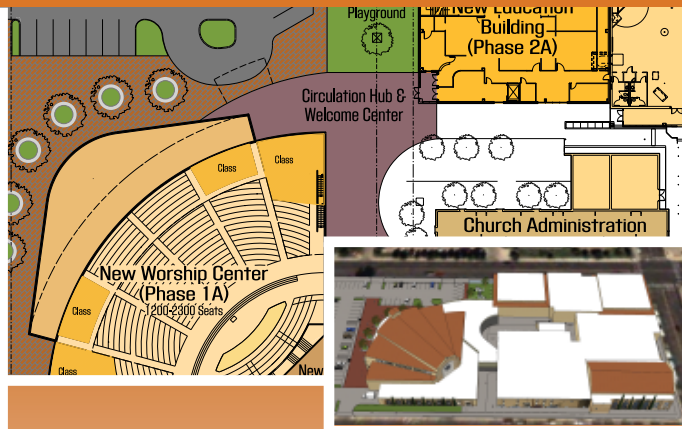 Playground
New Education
Building
(Phase 2A)
Circulation Hub &
Welcome Center
Class
Class
Church Administration
New Worship Center
(Phase 1A)
1200-2300 Seats
Class
Class
New